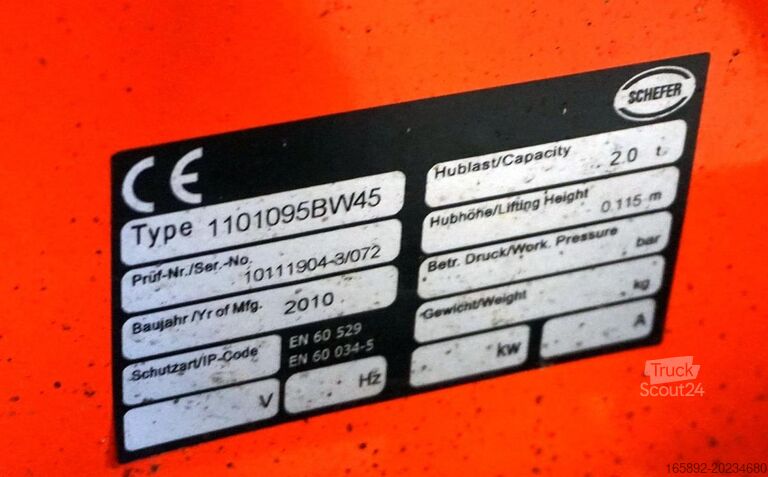 CE
SCHEFER
Type 1101095BW45
Prüf-Nr./Ser.-No. 10111904-3/072
Baujahr /Yr of Mfg. 2010
Schutzart/IP-Code
EN 60 529
EN 60 034-5
V
Hz
Hublast/Capacity 2.0 t
Hubhöhe/Lifting Height 0.115 m
Betr. Druck/Work. Pressure bar
Gewicht/Weight kg
kw
A
Truck
Scout24
165892-20234680